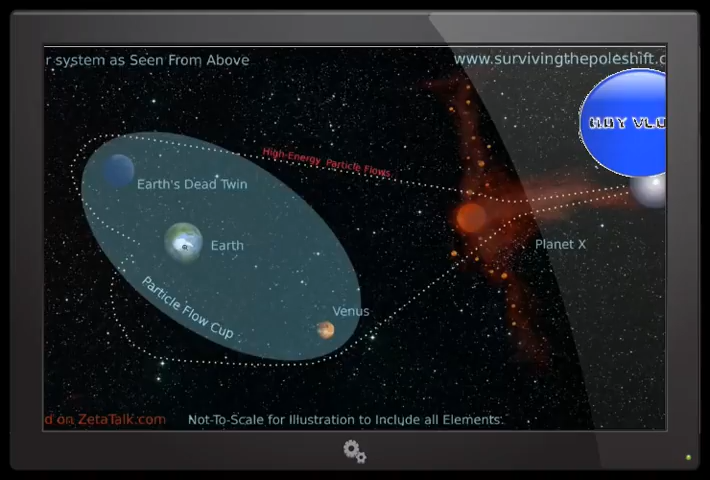 r system as Seen From Above
www.survivingthepoleshift.c
High-Energy Particle Flows
Earth's Dead Twin
Earth
Planet X
Particle Flow Cup
Venus
d on ZetaTalk.com
Not-To-Scale for Illustration to Include all Elements.